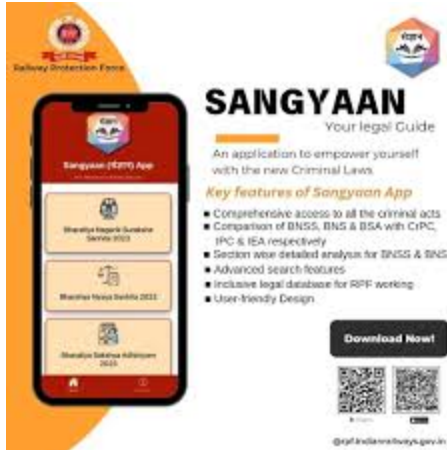 Railway Protection Force
संज्ञान
SANGYAAN
Your legal Guide
An application to empower yourself
with the new Criminal Laws
Key features of Sangyaan App
Comprehensive access to all the criminal acts
Comparison of BNSS, BNS & BSA with CrPC,
IPC & IEA respectively
Section wise detailed analysis for BNSS & BNS
Advanced search features
Inclusive legal database for RPF working
User-friendly Design
Sangyaan (संज्ञान) App
Bharatiya Nagarik Suraksha
Sanhita 2023
Bharatiya Nyaya Sanhita 2023
Bharatiya Sakshya Adhiniyam
2023
Download Now!
@rpf.indianrailways.gov.in